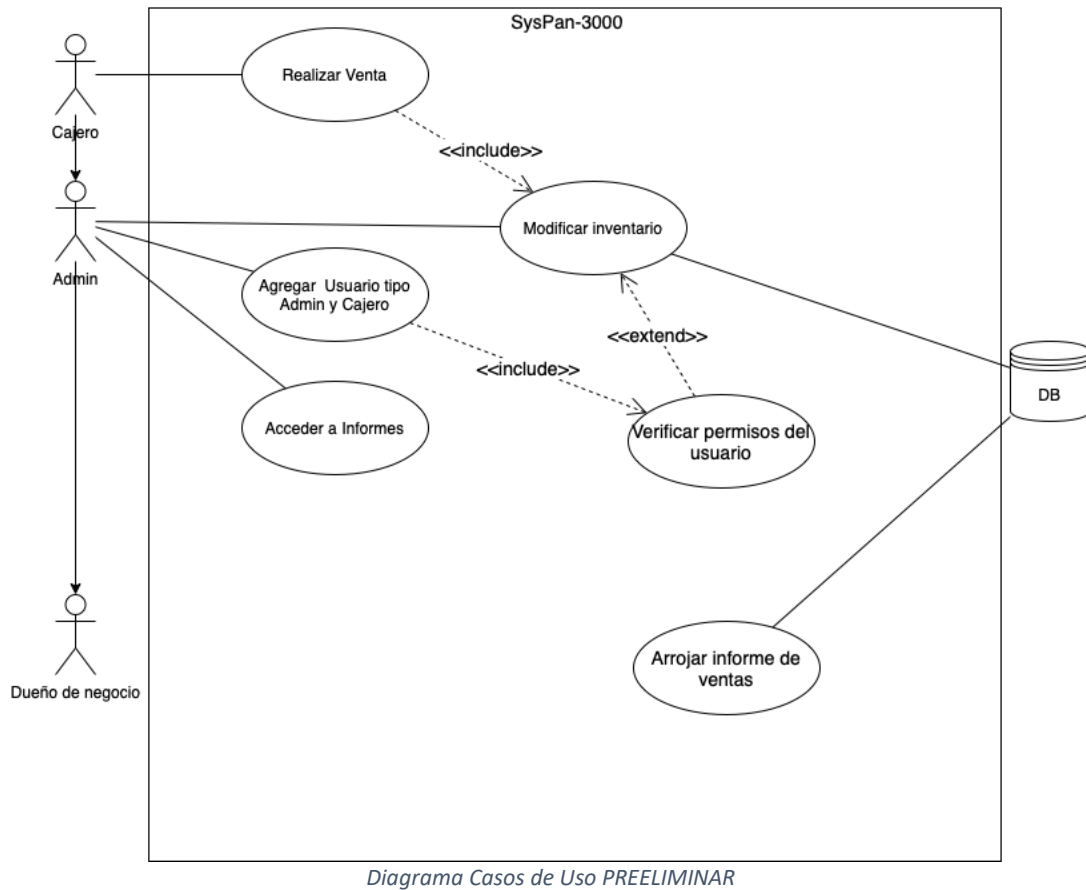 SysPan-3000
Realizar Venta
Cajero
<<include>>
Modificar inventario
Admin
Agregar Usuario tipo
Admin y Cajero
<<extend>>
<<include>>
DB
Acceder a Informes
Verificar permisos del
usuario
Arrojar informe de
ventas
Dueño de negocio
Diagrama Casos de Uso PREELIMINAR